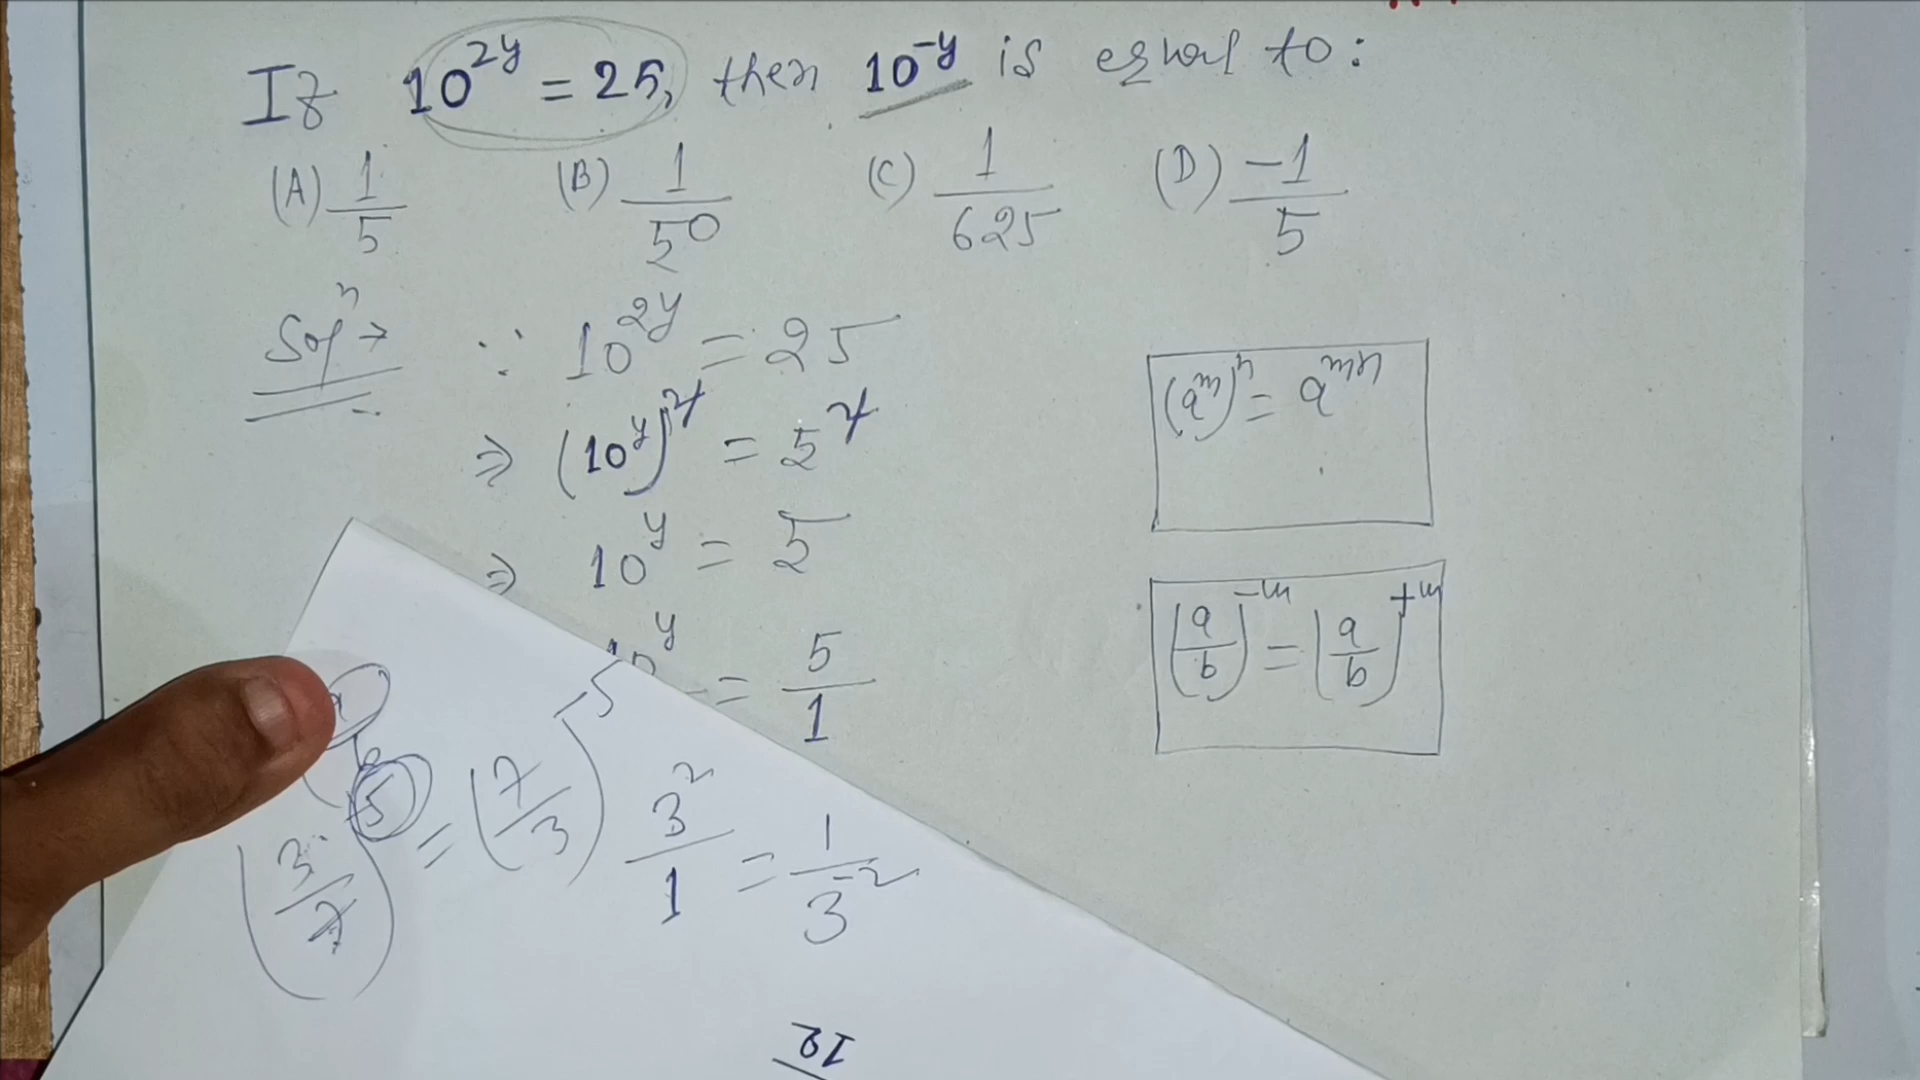 If 10^2y = 25, then 10^-y is equal to:
(A) 1/5 (B) 1/50 (C) 1/625 (D) -1/5
Sol^n → ∵ 10^2y = 25
⇒ (10^y)^2 = 5^2
⇒ 10^y = 5
10^y = 5/1
(a^m)^n = a^mn
(a/b)^-m = (a/b)^+m
(3/7)^-5 = (7/3)^5
3^2/1 = 1/3^-2
12